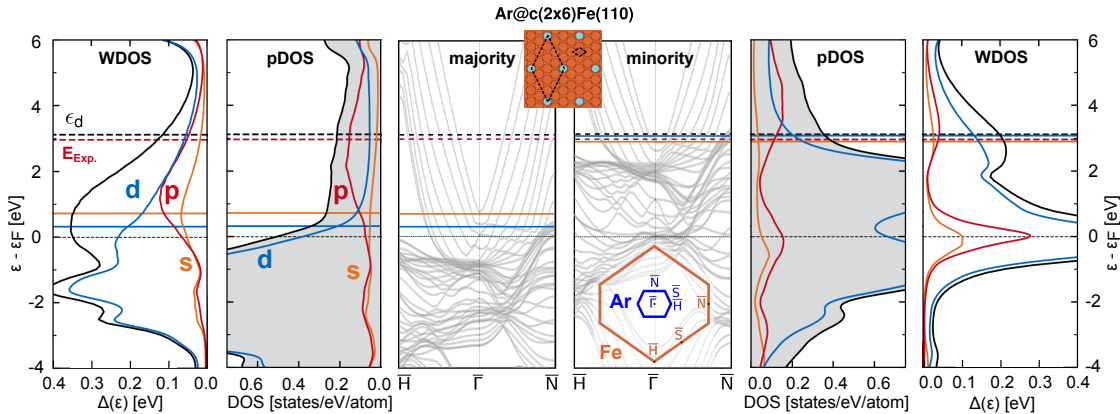 Ar@c(2x6)Fe(110)
6
4
2
0
-2
-4
ε - εF [eV]
WDOS
ϵd
EExp.
d
p
s
0.4
0.3
0.2
0.1
0.0
Δ(ε) [eV]
pDOS
p
d
s
0.6
0.4
0.2
0.0
DOS [states/eV/atom]
majority
H̅
Γ̅
N̅
minority
N̅
Ar
Γ̅
S̅
H̅
N̅
Fe
S̅
H̅
H̅
Γ̅
N̅
pDOS
0.0
0.2
0.4
0.6
DOS [states/eV/atom]
WDOS
0.0
0.1
0.2
0.3
0.4
Δ(ε) [eV]
6
4
2
0
-2
-4
ε - εF [eV]